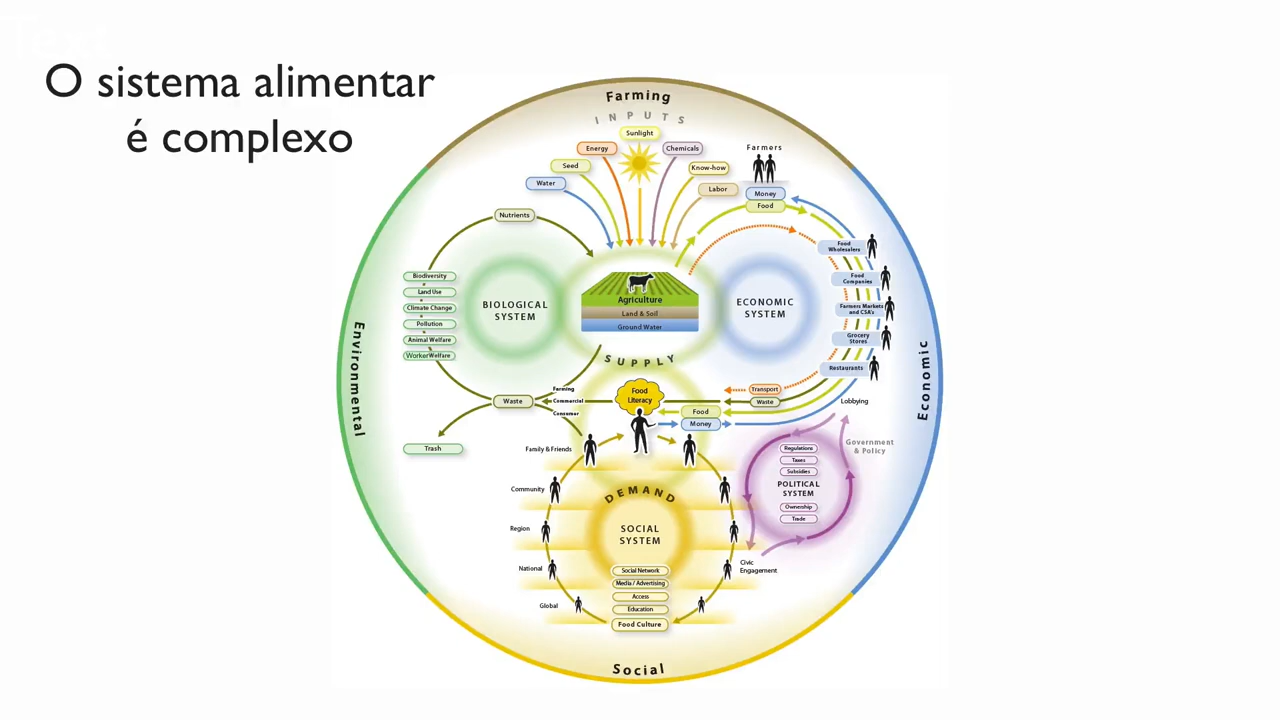 O sistema alimentar
é complexo
Farming
INPUTS
Sunlight
Energy
Chemicals
Seed
Know-how
Water
Labor
Farmers
Money
Food
Nutrients
Food
Wholesalers
Food
Companies
Farmers Markets
and CSA's
Grocery
Stores
Restaurants
Biodiversity
Land Use
Climate Change
Pollution
Animal Welfare
Worker Welfare
BIOLOGICAL
SYSTEM
Agriculture
Land & Soil
Ground Water
ECONOMIC
SYSTEM
Environmental
Economic
SUPPLY
Farming
Commercial
Consumer
Waste
Trash
Food
Literacy
Transport
Waste
Food
Money
Lobbying
Government
& Policy
Family & Friends
Community
Region
National
Global
DEMAND
SOCIAL
SYSTEM
Social Network
Media / Advertising
Access
Education
Food Culture
Regulations
Taxes
Subsidies
POLITICAL
SYSTEM
Ownership
Trade
Civic
Engagement
Social